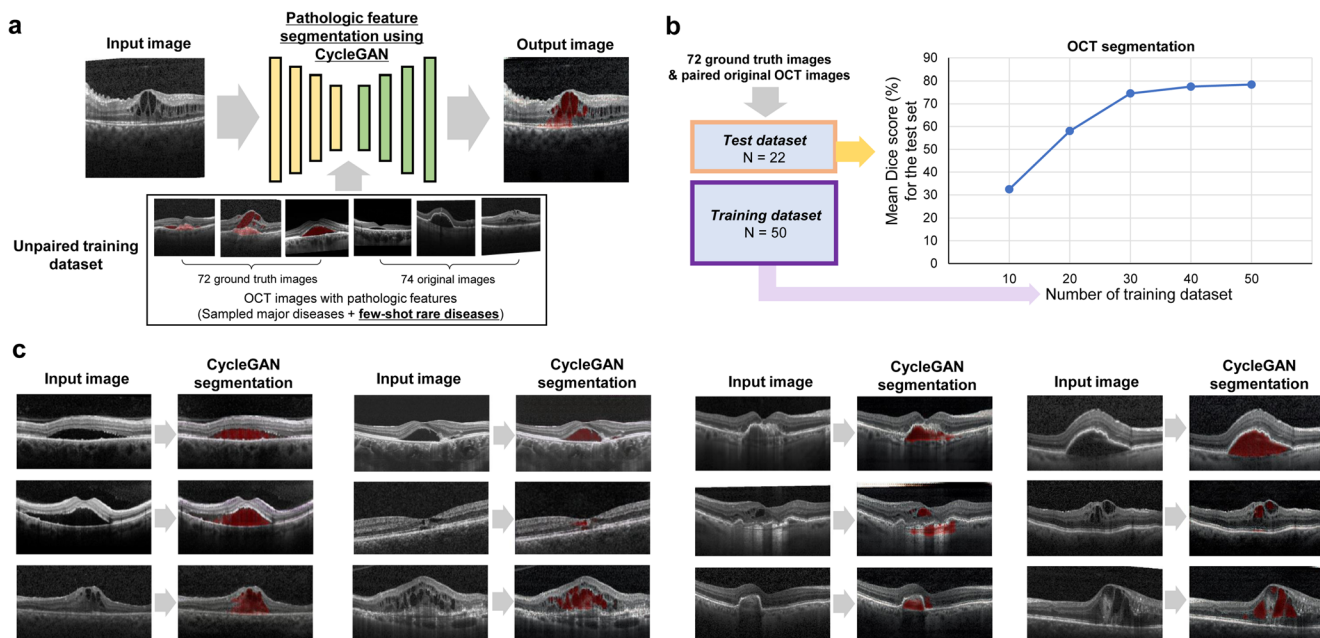 a
Pathologic feature
segmentation using
CycleGAN
Input image
Output image
Unpaired training
dataset
72 ground truth images
74 original images
OCT images with pathologic features
(Sampled major diseases + few-shot rare diseases)
b
72 ground truth images
& paired original OCT images
Test dataset
N = 22
Training dataset
N = 50
OCT segmentation
Mean Dice score (%)
for the test set
90
80
70
60
50
40
30
20
10
0
10
20
30
40
50
Number of training dataset
c
Input image
CycleGAN
segmentation
Input image
CycleGAN
segmentation
Input image
CycleGAN
segmentation
Input image
CycleGAN
segmentation